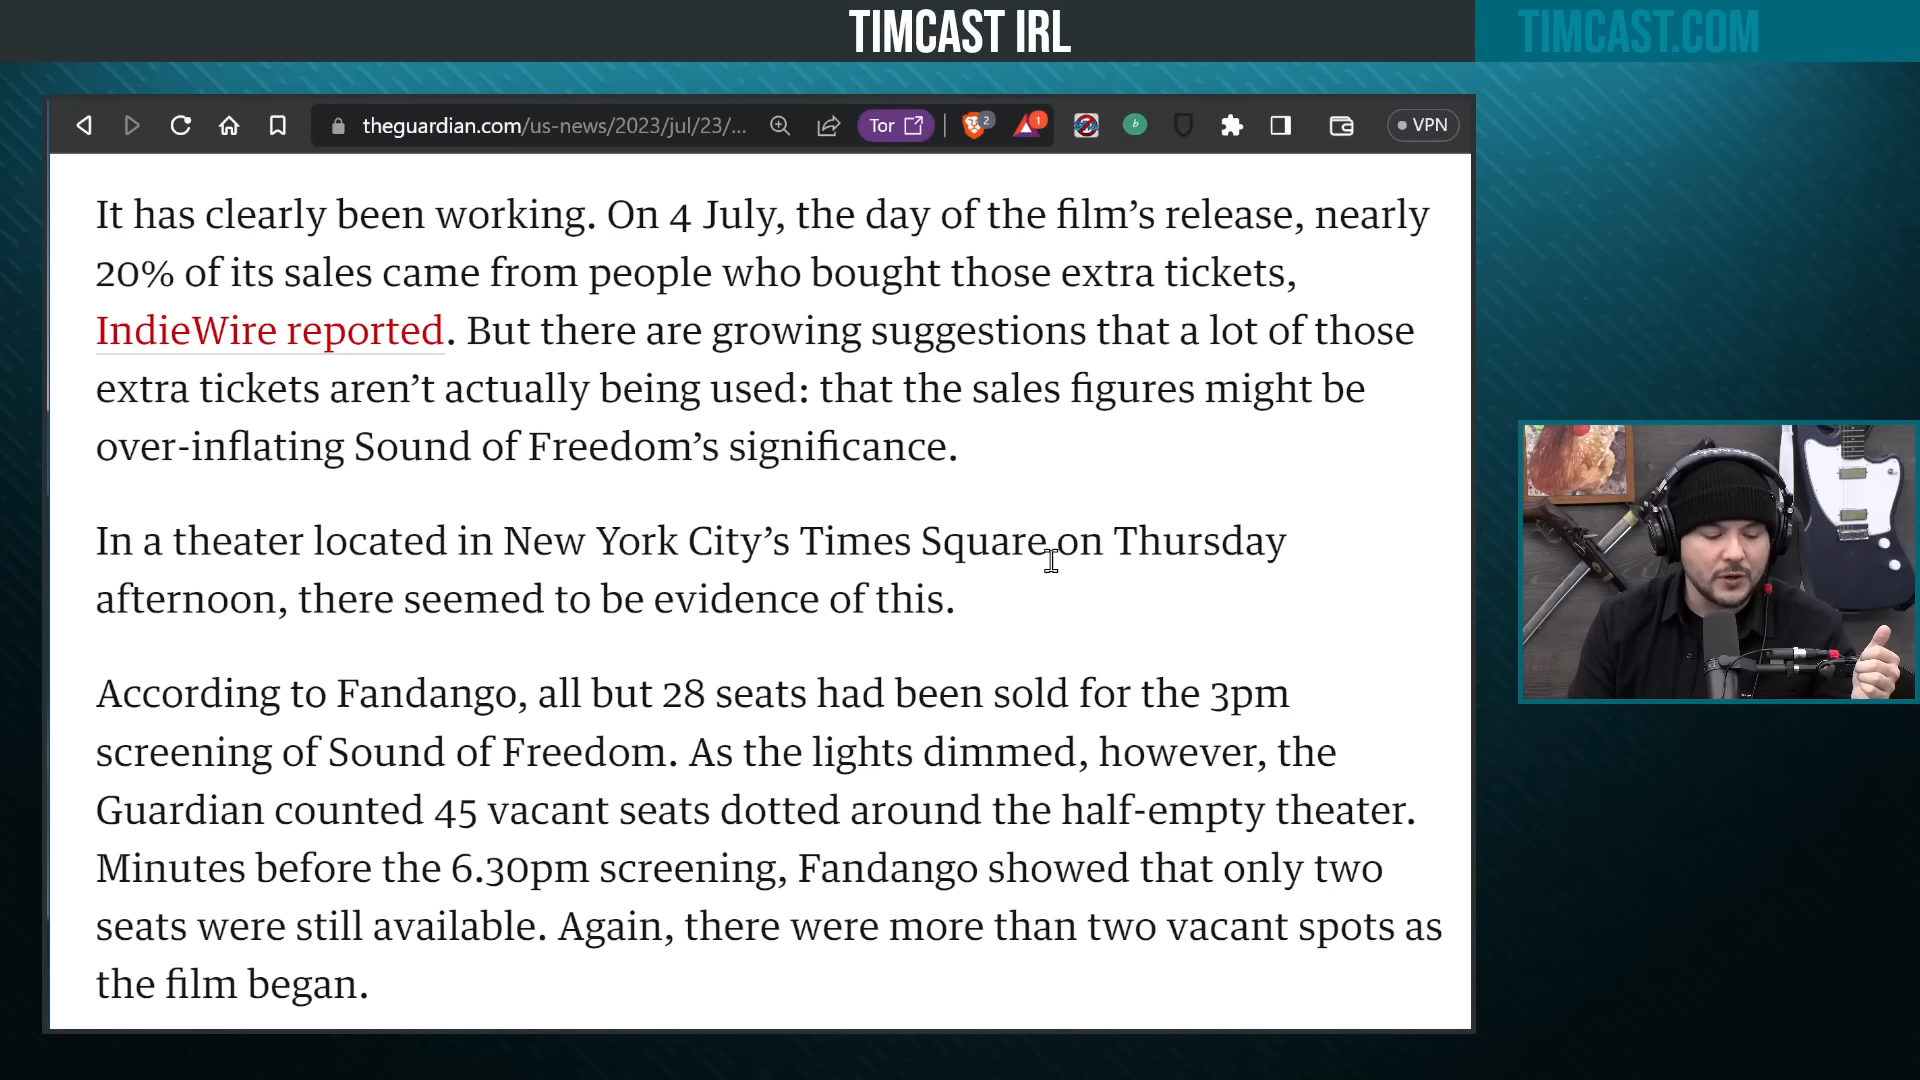 TIMCAST IRL
TIMCAST.COM
theguardian.com/us-news/2023/jul/23/...
Tor
2
1
b
VPN
It has clearly been working. On 4 July, the day of the film’s release, nearly
20% of its sales came from people who bought those extra tickets,
IndieWire reported. But there are growing suggestions that a lot of those
extra tickets aren’t actually being used: that the sales figures might be
over-inflating Sound of Freedom’s significance.
In a theater located in New York City’s Times Square on Thursday
afternoon, there seemed to be evidence of this.
According to Fandango, all but 28 seats had been sold for the 3pm
screening of Sound of Freedom. As the lights dimmed, however, the
Guardian counted 45 vacant seats dotted around the half-empty theater.
Minutes before the 6.30pm screening, Fandango showed that only two
seats were still available. Again, there were more than two vacant spots as
the film began.